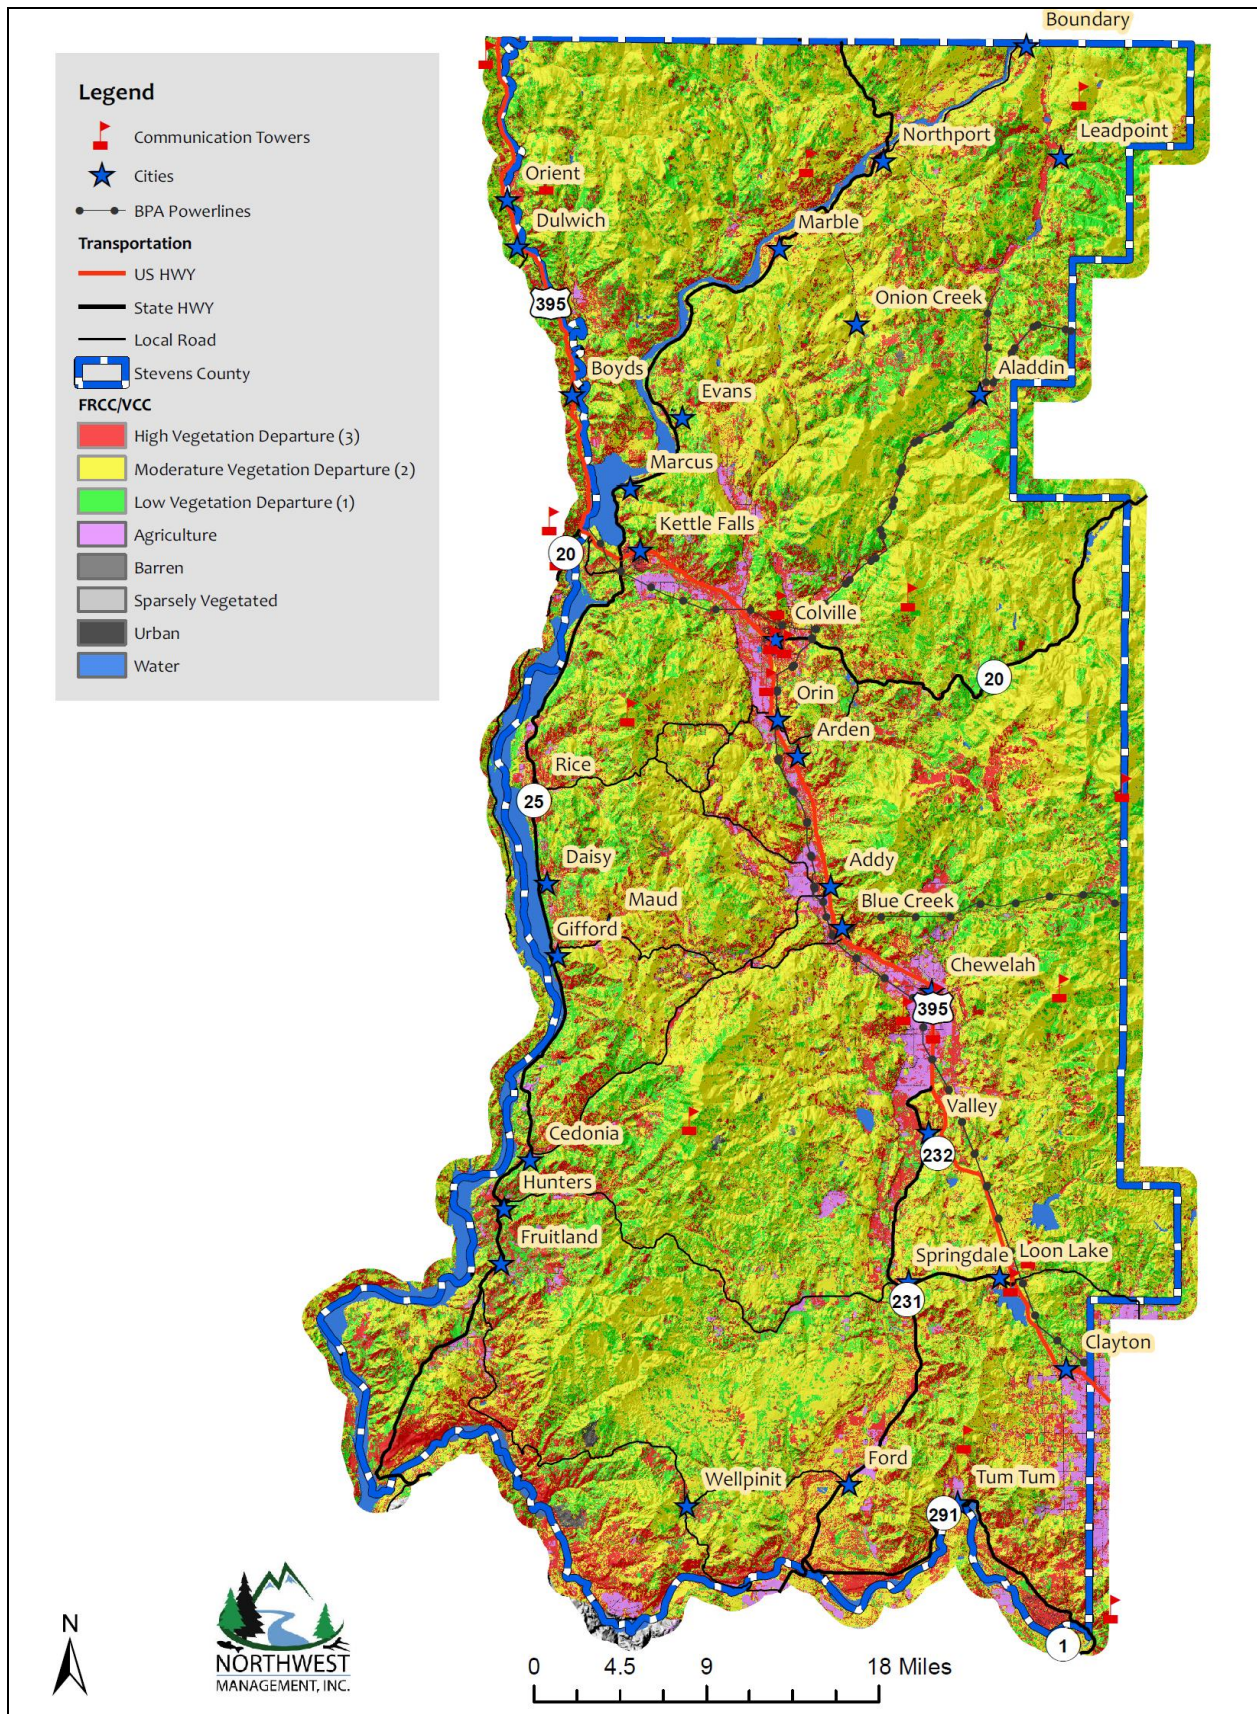 Boundary
Legend
Communication Towers
Cities
BPA Powerlines
Transportation
US HWY
State HWY
Local Road
Stevens County
FRCC/VCC
High Vegetation Departure (3)
Moderature Vegetation Departure (2)
Low Vegetation Departure (1)
Agriculture
Barren
Sparsely Vegetated
Urban
Water
Northport
Leadpoint
Orient
Dulwich
Marble
395
Onion Creek
Boyds
Aladdin
Evans
Marcus
Kettle Falls
20
Colville
20
Orin
Arden
Rice
25
Daisy
Addy
Maud
Blue Creek
Gifford
Chewelah
395
Valley
Cedonia
232
Hunters
Fruitland
Springdale
Loon Lake
231
Clayton
Ford
Wellpinit
Tum Tum
291
1
N
NORTHWEST
MANAGEMENT, INC.
0 4.5 9 18 Miles